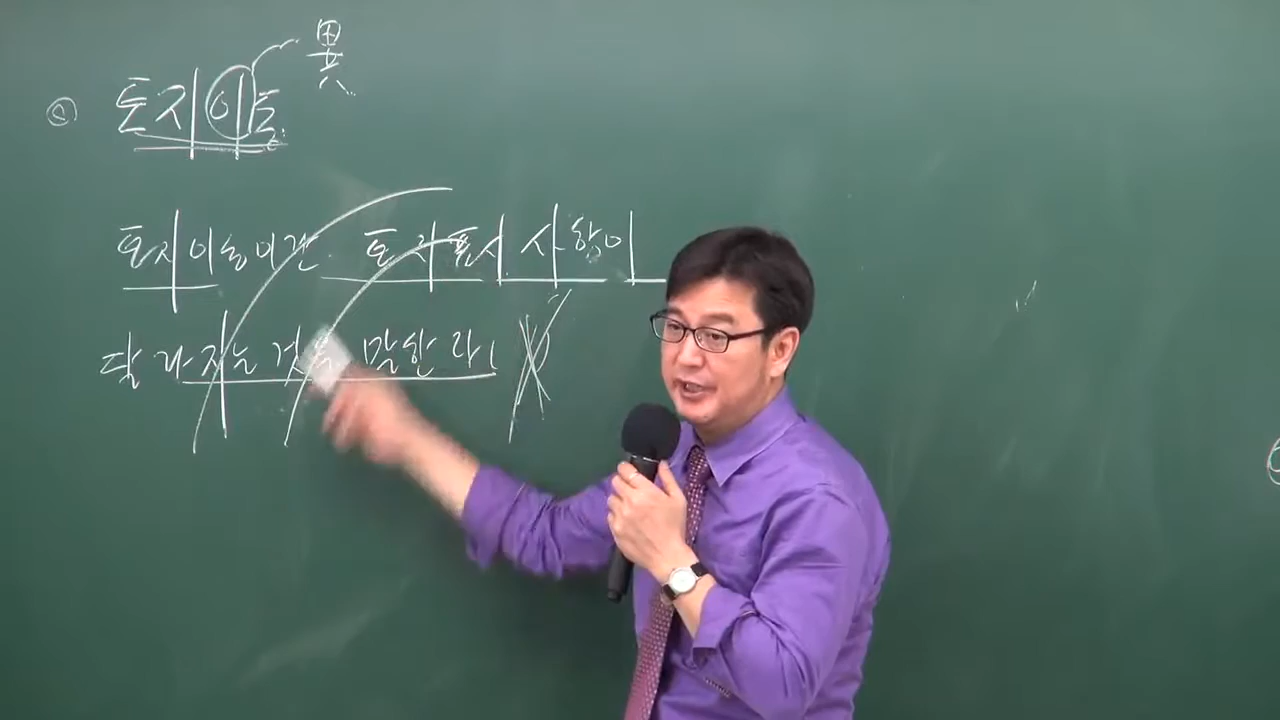 異
토지이동
토지이동이란 토지표시 사항이
달라지는 것을 말한다